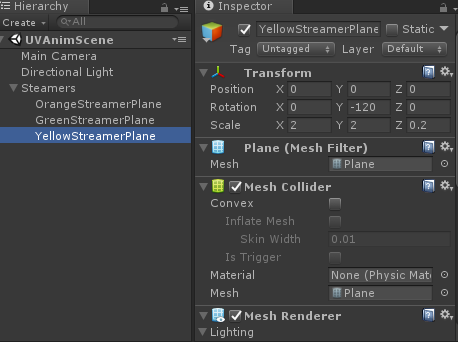 Hierarchy
Create All
UVAnimScene
Main Camera
Directional Light
Steamers
OrangeStreamerPlane
GreenStreamerPlane
YellowStreamerPlane
Inspector
YellowStreamerPlane Static
Tag Untagged Layer Default
Transform
Position X 0 Y 0 Z 0
Rotation X 0 Y -120 Z 0
Scale X 2 Y 2 Z 0.2
Plane (Mesh Filter)
Mesh Plane
Mesh Collider
Convex
Inflate Mesh
Skin Width 0.01
Is Trigger
Material None (Physic Mat
Mesh Plane
Mesh Renderer
Lighting